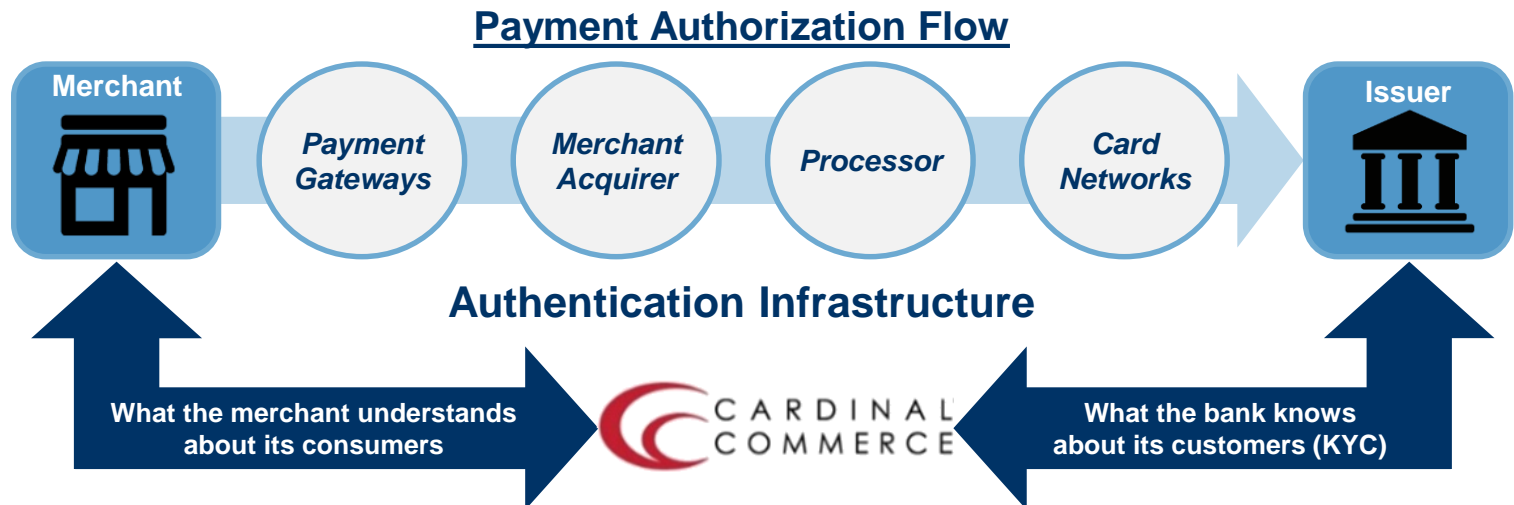 Payment Authorization Flow
Merchant
Payment
Gateways
Merchant
Acquirer
Processor
Card
Networks
Issuer
Authentication Infrastructure
What the merchant understands
about its consumers
CARDINAL
COMMERCE
What the bank knows
about its customers (KYC)